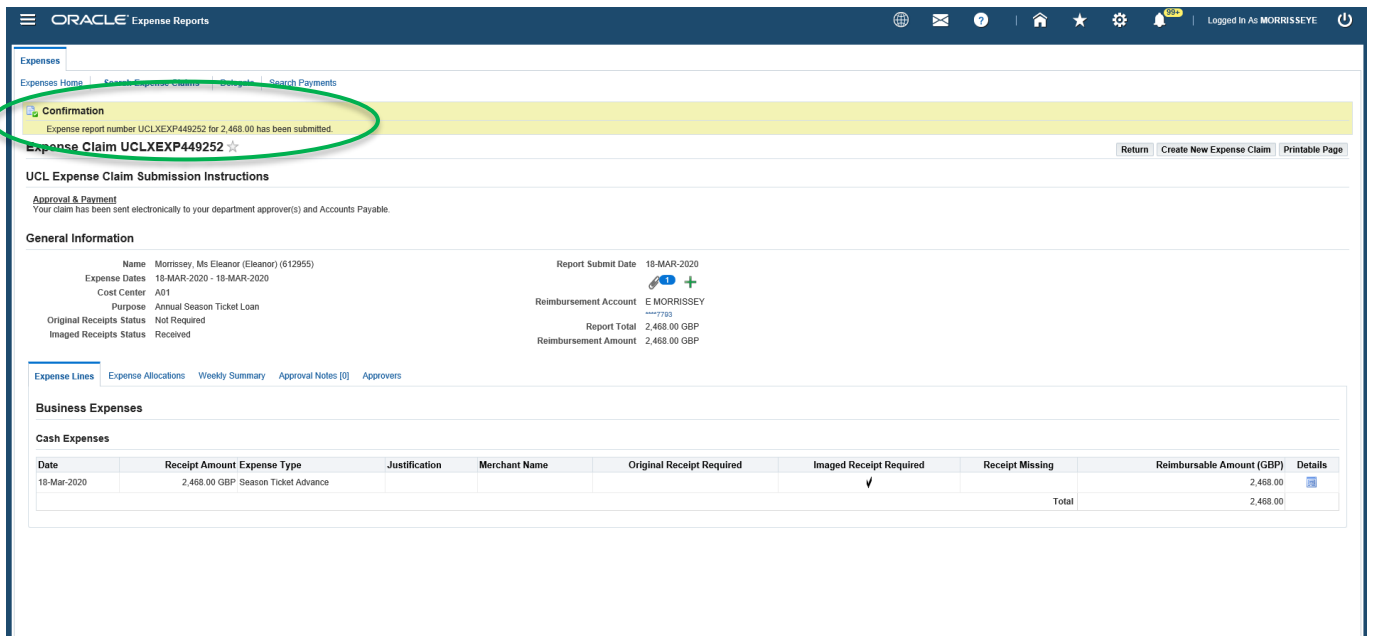 ORACLE Expense Reports
99+
Logged In As MORRISSEYE
Expenses
Expenses Home Search Expense Claims Delegate Search Payments
Confirmation
Expense report number UCLXEXP449252 for 2,468.00 has been submitted.
Expense Claim UCLXEXP449252
Return Create New Expense Claim Printable Page
UCL Expense Claim Submission Instructions
Approval & Payment
Your claim has been sent electronically to your department approver(s) and Accounts Payable.
General Information
Name Morrissey, Ms Eleanor (Eleanor) (612955)
Expense Dates 18-MAR-2020 - 18-MAR-2020
Cost Center A01
Purpose Annual Season Ticket Loan
Original Receipts Status Not Required
Imaged Receipts Status Received
Report Submit Date 18-MAR-2020
1
Reimbursement Account E MORRISSEY
****7793
Report Total 2,468.00 GBP
Reimbursement Amount 2,468.00 GBP
Expense Lines Expense Allocations Weekly Summary Approval Notes [0] Approvers
Business Expenses
Cash Expenses
Date Receipt Amount Expense Type Justification Merchant Name Original Receipt Required Imaged Receipt Required Receipt Missing Reimbursable Amount (GBP) Details
18-Mar-2020 2,468.00 GBP Season Ticket Advance 2,468.00
Total 2,468.00